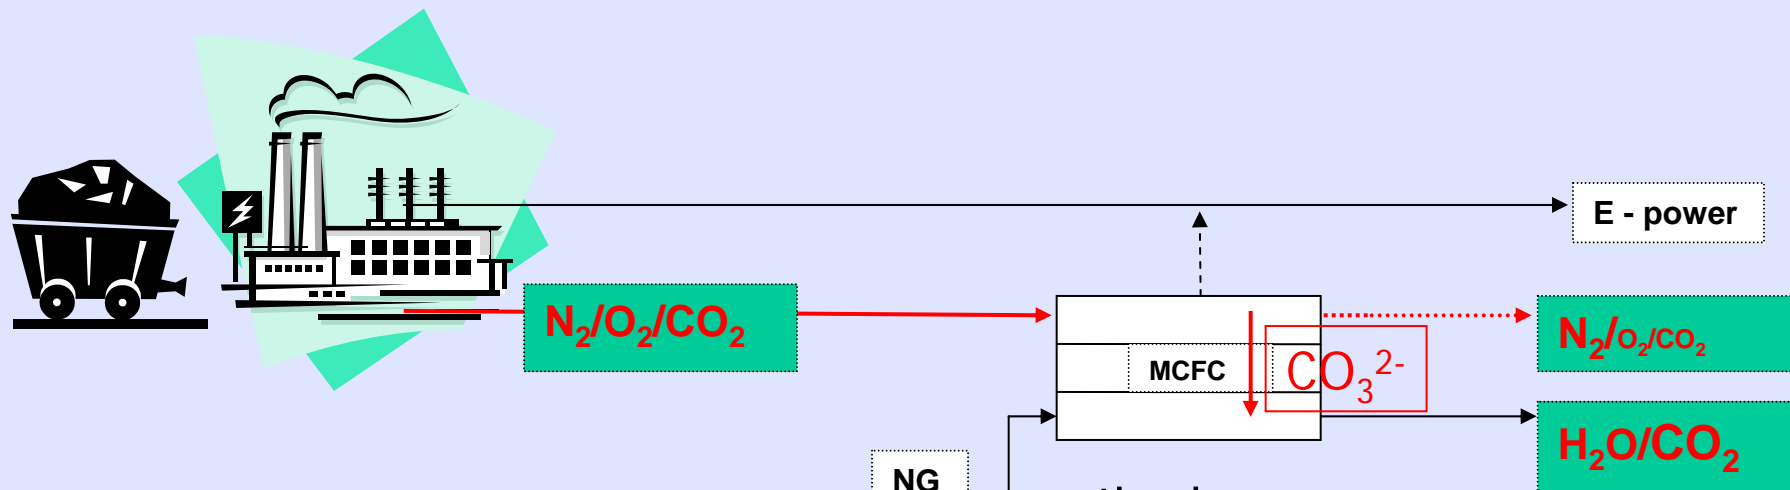 E - power
N₂/O₂/CO₂
N₂/O₂/CO₂
MCFC
CO₃²⁻
H₂O/CO₂
NG